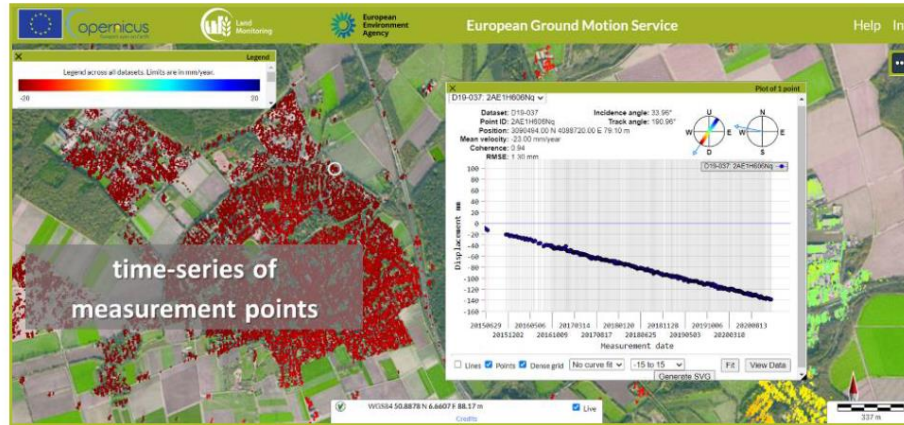 opernicus
Land
Monitoring
European
Environment
Agency
European Ground Motion Service
Help
In
Legend
Legend across all datasets. Limits are in mm/year.
-20
20
Plot of 1 point
D19-037: 2AE1H606Nq
Dataset: D19-037
Point ID: 2AE1H606Nq
Position: 3090494.00 N 4098720.00 E 79.10 m
Mean velocity: -23.00 mm/year
Coherence: 0.94
RMSE: 1.30 mm
Incidence angle: 33.96°
Track angle: 190.96°
U
W E
D
N
W E
S
D19-037: 2AE1H606Nq
Displacement mm
100
80
60
40
20
0
-20
-40
-60
-80
-100
-120
-140
-160
20150629 20160506 20170314 20180120 20181128 20191006 20200813
20151202 20161009 20170817 20180625 20190503 20200310
Measurement date
Lines Points Dense grid No curve fit -15 to 15 Fit View Data
Generate SVG
time-series of
measurement points
WGS84 50.8878 N 6.6607 E 88.17 m
Live
Credits
337 m